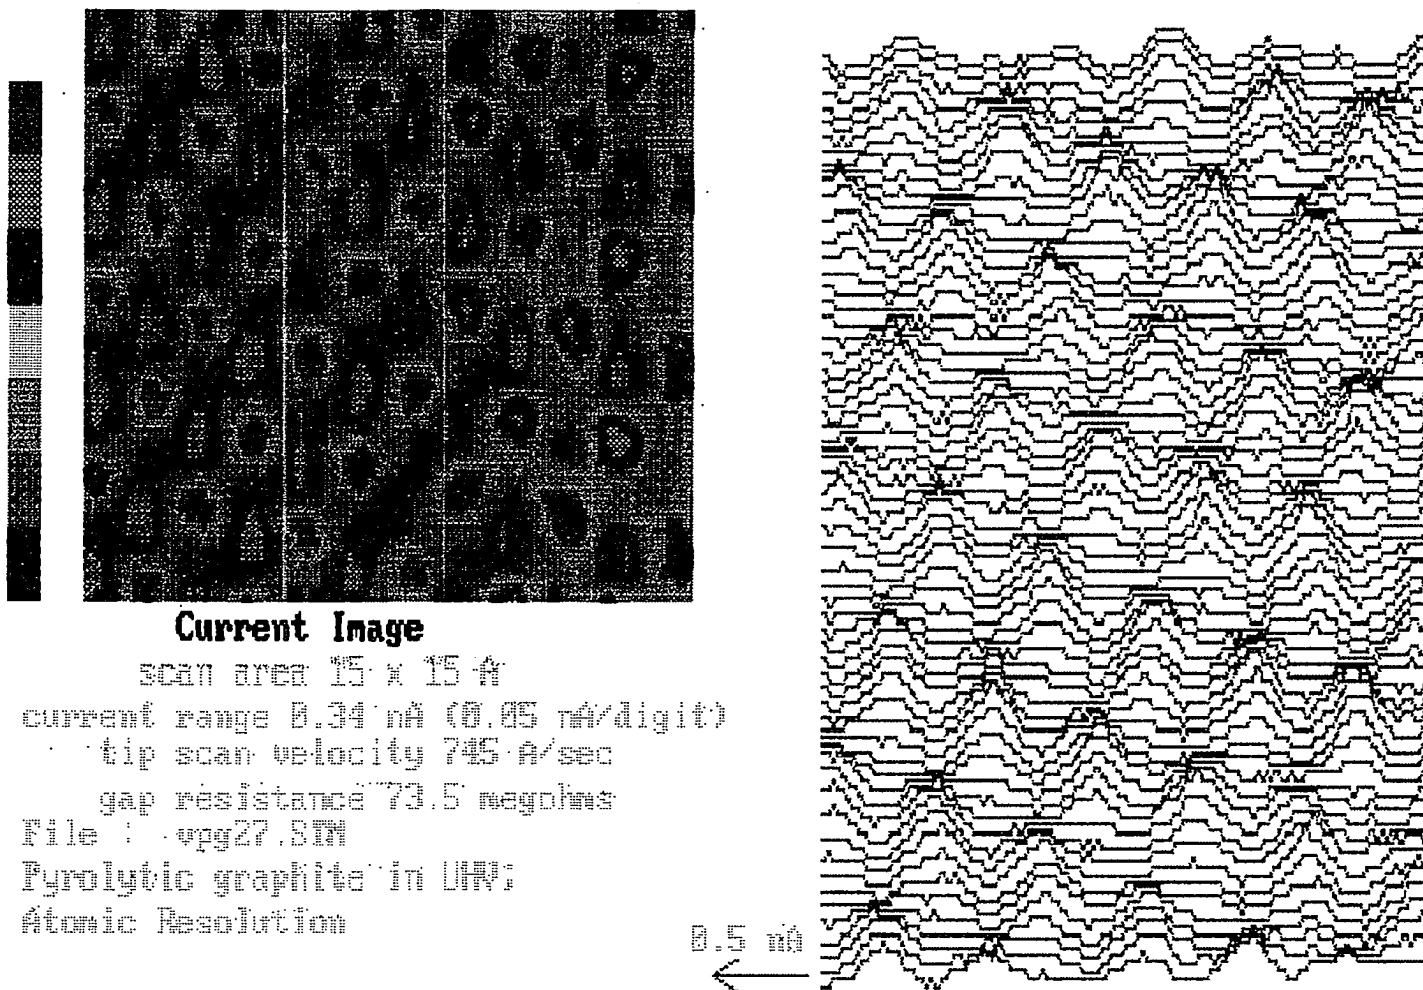 Current Image
scan area 15 x 15 A
current range 0.34 nA (0.05 nA/digit)
tip scan velocity 745 A/sec
gap resistance 73.5 megohms
File : vpg27.STM
Pyrolytic graphite in UHV;
Atomic Resolution
0.5 nA